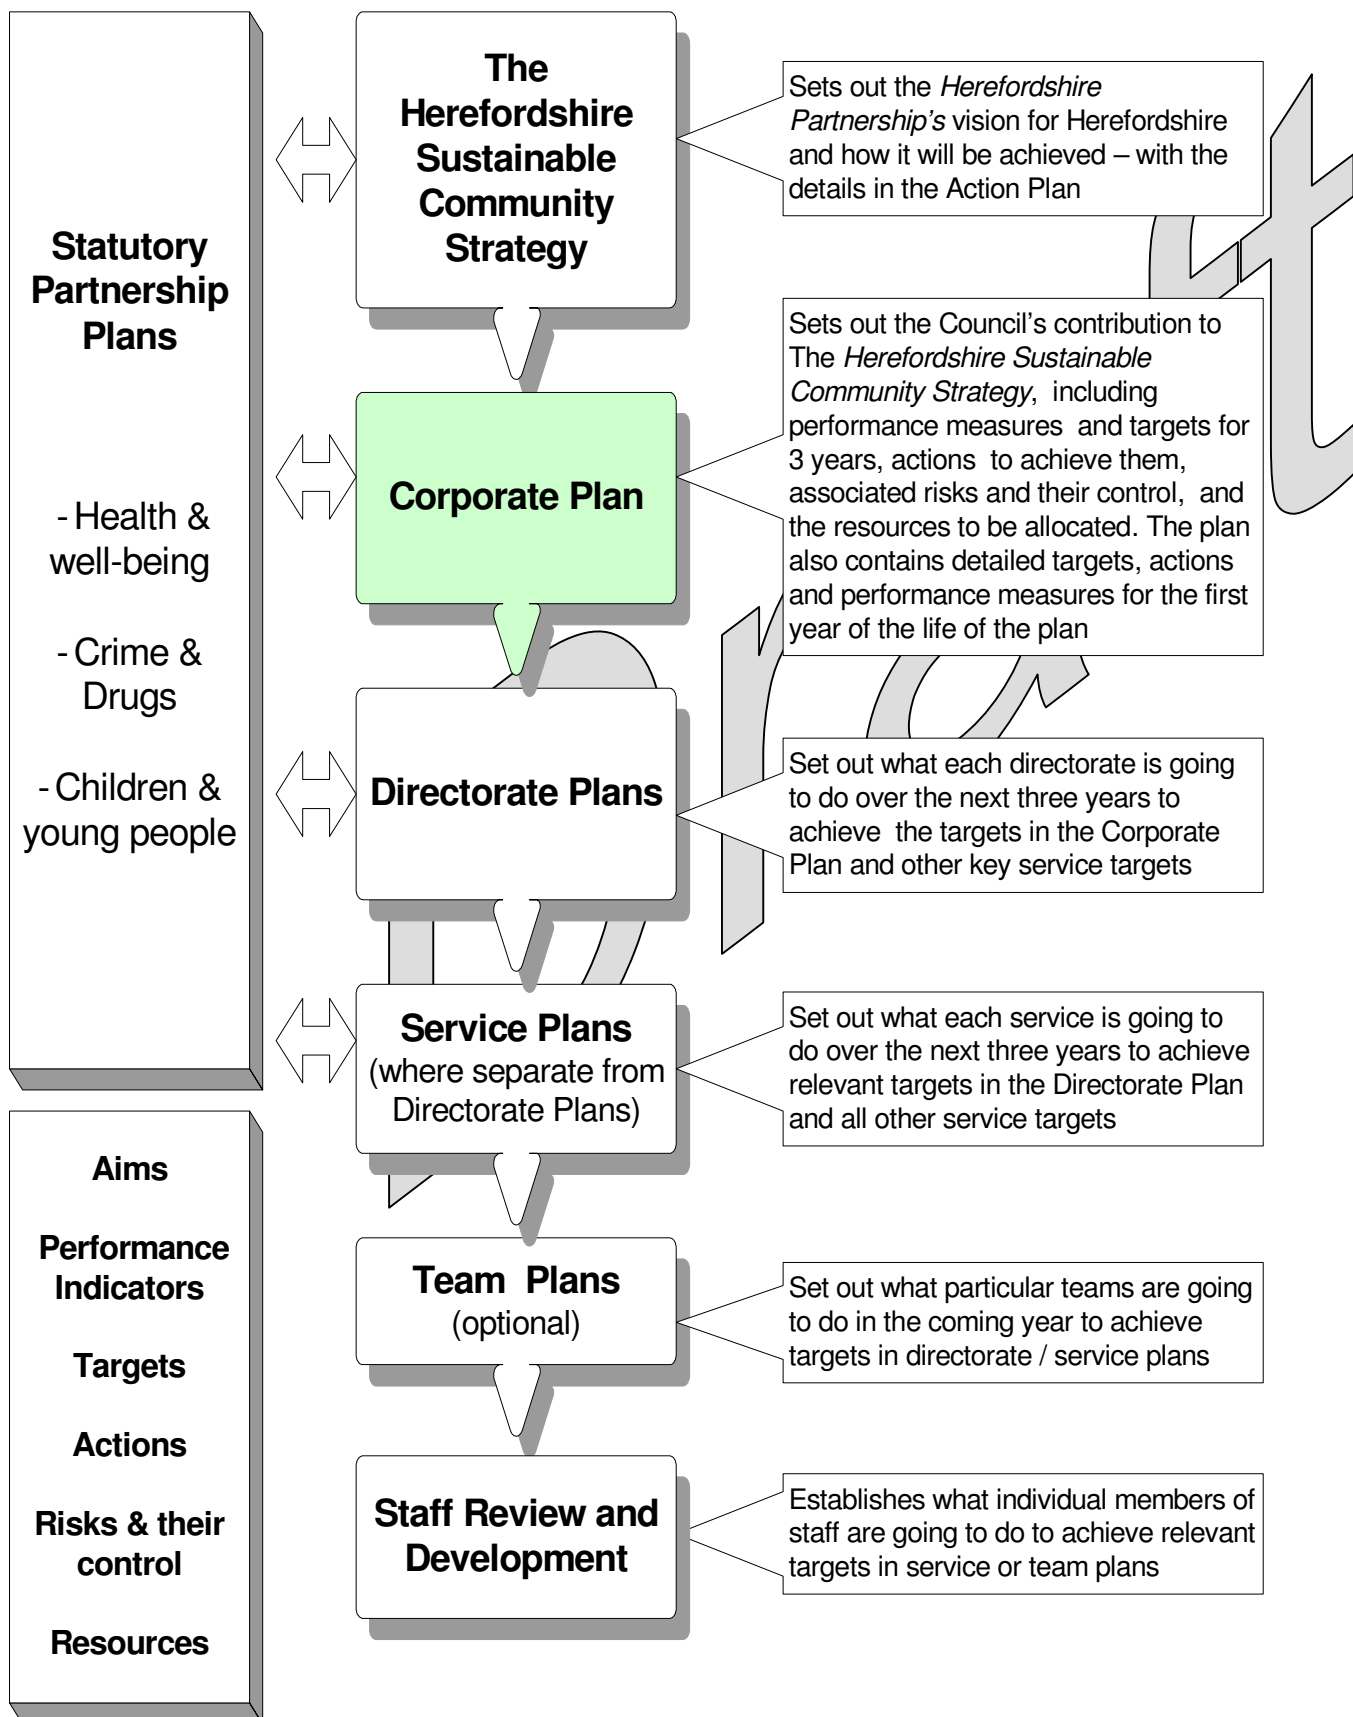 Statutory
Partnership
Plans
- Health &
well-being
- Crime &
Drugs
- Children &
young people
Aims
Performance
Indicators
Targets
Actions
Risks & their
control
Resources
The
Herefordshire
Sustainable
Community
Strategy
Sets out the Herefordshire
Partnership's vision for Herefordshire
and how it will be achieved – with the
details in the Action Plan
Corporate Plan
Sets out the Council's contribution to
The Herefordshire Sustainable
Community Strategy, including
performance measures and targets for
3 years, actions to achieve them,
associated risks and their control, and
the resources to be allocated. The plan
also contains detailed targets, actions
and performance measures for the first
year of the life of the plan
Directorate Plans
Set out what each directorate is going
to do over the next three years to
achieve the targets in the Corporate
Plan and other key service targets
Service Plans
(where separate from
Directorate Plans)
Set out what each service is going to
do over the next three years to achieve
relevant targets in the Directorate Plan
and all other service targets
Team Plans
(optional)
Set out what particular teams are going
to do in the coming year to achieve
targets in directorate / service plans
Staff Review and
Development
Establishes what individual members of
staff are going to do to achieve relevant
targets in service or team plans